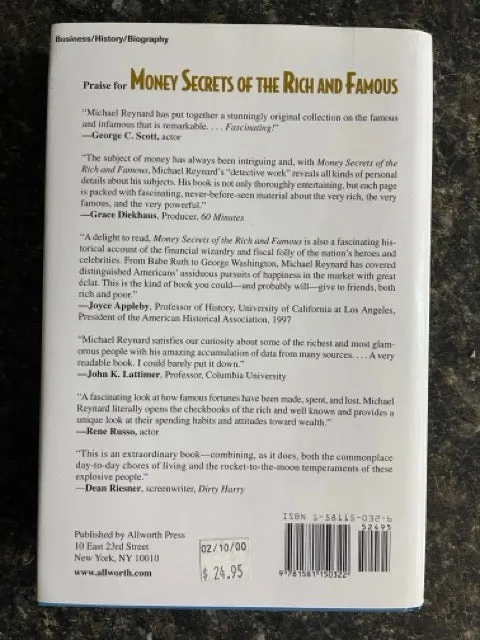 Business/History/Biography
Praise for MONEY SECRETS OF THE RICH AND FAMOUS
"Michael Reynard has put together a stunningly original collection on the famous
and infamous that is remarkable. . . . Fascinating!"
—George C. Scott, actor
"The subject of money has always been intriguing and, with Money Secrets of the
Rich and Famous, Michael Reynard's "detective work" reveals all kinds of personal
details about his subjects. His book is not only thoroughly entertaining, but each page
is packed with fascinating, never-before-seen material about the very rich, the very
famous, and the very powerful."
—Grace Diekhaus, Producer, 60 Minutes
"A delight to read, Money Secrets of the Rich and Famous is also a fascinating his-
torical account of the financial wizardry and fiscal folly of the nation's heroes and
celebrities. From Babe Ruth to George Washington, Michael Reynard has covered
distinguished Americans' assiduous pursuits of happiness in the market with great
éclat. This is the kind of book you could—and probably will—give to friends, both
rich and poor."
—Joyce Appleby, Professor of History, University of California at Los Angeles,
President of the American Historical Association, 1997
"Michael Reynard satisfies our curiosity about some of the richest and most glam-
orous people with his amazing accumulation of data from many sources. . . . A very
readable book. I could barely put it down."
—John K. Lattimer, Professor, Columbia University
"A fascinating look at how famous fortunes have been made, spent, and lost. Michael
Reynard literally opens the checkbooks of the rich and well known and provides a
unique look at their spending habits and attitudes toward wealth."
—Rene Russo, actor
"This is an extraordinary book—combining, as it does, both the commonplace
day-to-day chores of living and the rocket-to-the-moon temperaments of these
explosive people."
—Dean Riesner, screenwriter, Dirty Harry
Published by Allworth Press
10 East 23rd Street
New York, NY 10010
www.allworth.com
02/10/00
$ 24.95
ISBN 1-58115-032-6
52495
9 781581 150322